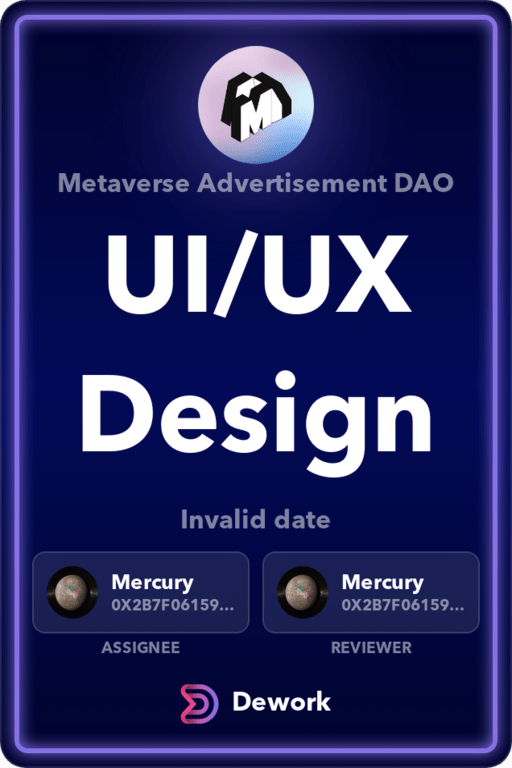 M
Metaverse Advertisement DAO
UI/UX
Design
Invalid date
Mercury
0X2B7F06159...
ASSIGNEE
Mercury
0X2B7F06159...
REVIEWER
Dework